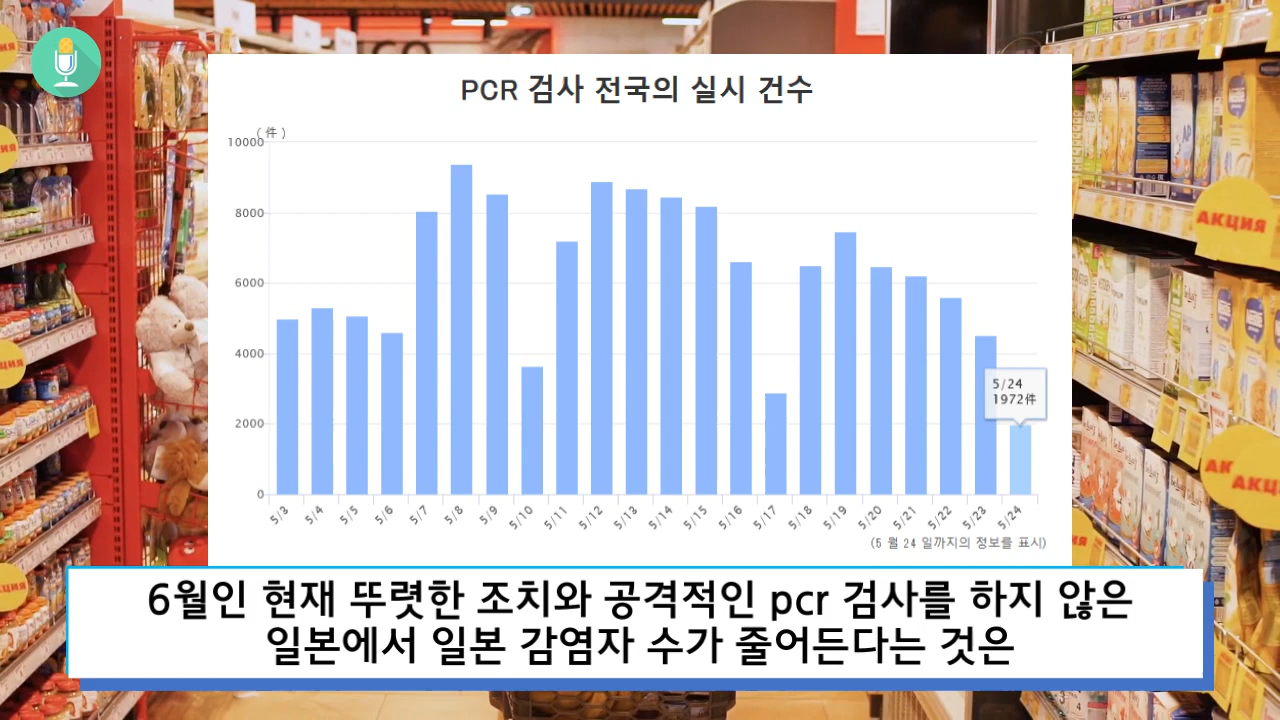 PCR 검사 전국의 실시 건수
(件)
10000
8000
6000
4000
2000
0
5/24
1972件
5/3 5/4 5/5 5/6 5/7 5/8 5/9 5/10 5/11 5/12 5/13 5/14 5/15 5/16 5/17 5/18 5/19 5/20 5/21 5/22 5/23 5/24
(5 월 24 일까지의 정보를 표시)
АКЦИЯ
6월인 현재 뚜렷한 조치와 공격적인 pcr 검사를 하지 않은
일본에서 일본 감염자 수가 줄어든다는 것은